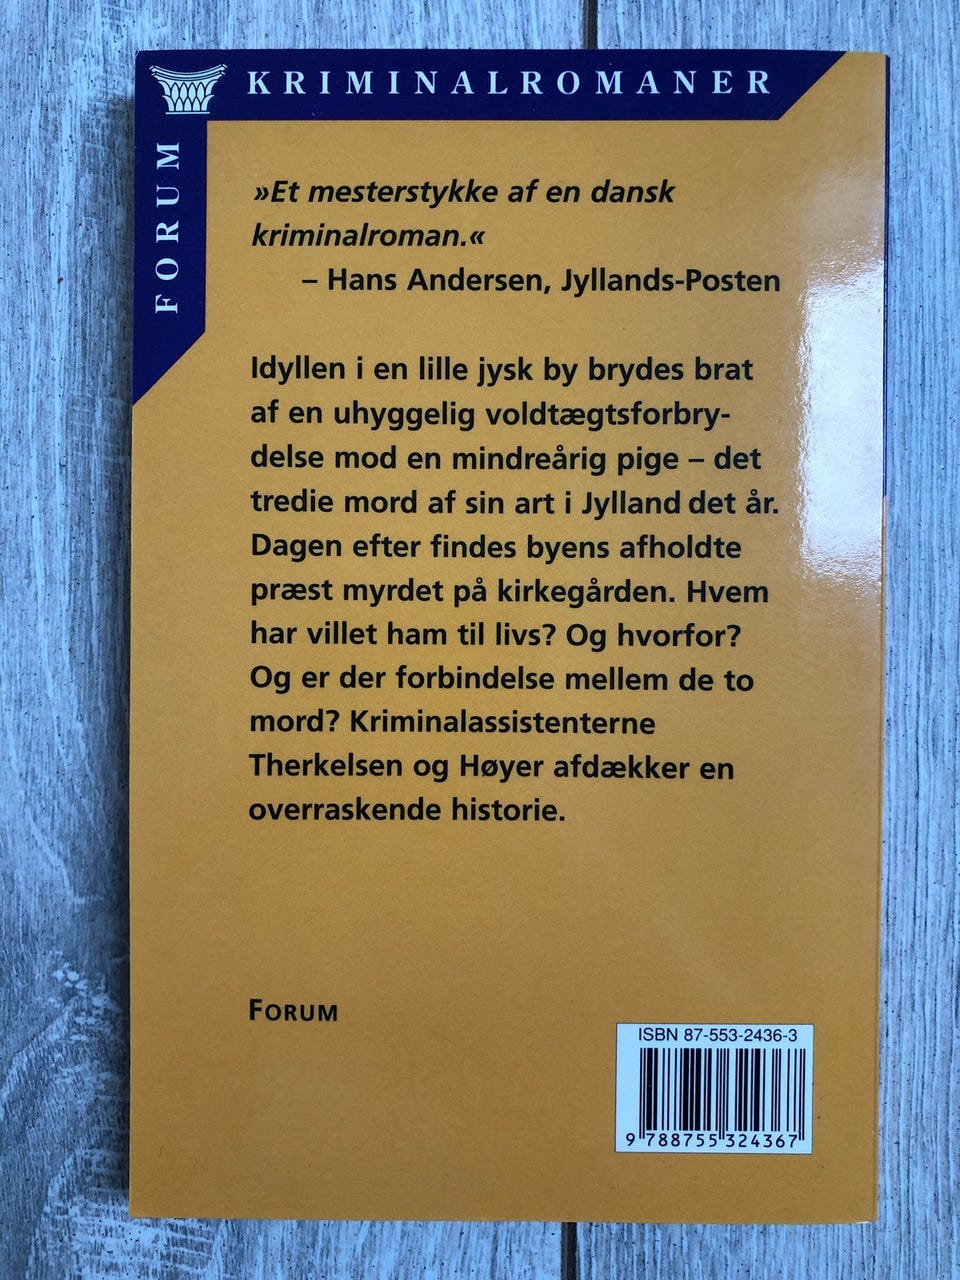 KRIMINALROMANER
FORUM
»Et mesterstykke af en dansk
kriminalroman.«
– Hans Andersen, Jyllands-Posten
Idyllen i en lille jysk by brydes brat
af en uhyggelig voldtægtsforbry-
delse mod en mindreårig pige – det
tredie mord af sin art i Jylland det år.
Dagen efter findes byens afholdte
præst myrdet på kirkegården. Hvem
har villet ham til livs? Og hvorfor?
Og er der forbindelse mellem de to
mord? Kriminalassistenterne
Therkelsen og Høyer afdækker en
overraskende historie.
FORUM
ISBN 87-553-2436-3
9 788755 324367